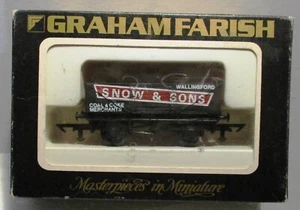 GRAHAM FARISH
WALLINGFORD
SNOW & SONS
COAL & COKE
MERCHANTS
Masterpieces in Miniature